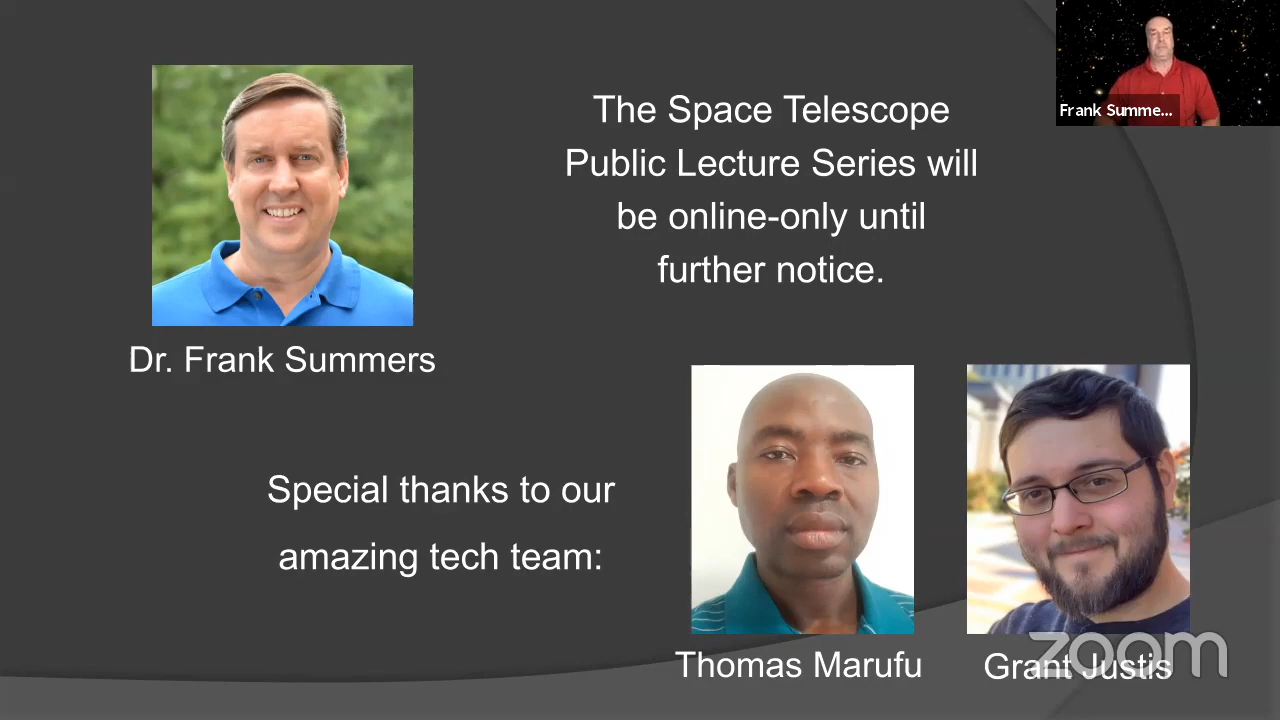 The Space Telescope
Public Lecture Series will
be online-only until
further notice.
Frank Summe...
Dr. Frank Summers
Special thanks to our
amazing tech team:
Thomas Marufu
Grant Justis
zoom